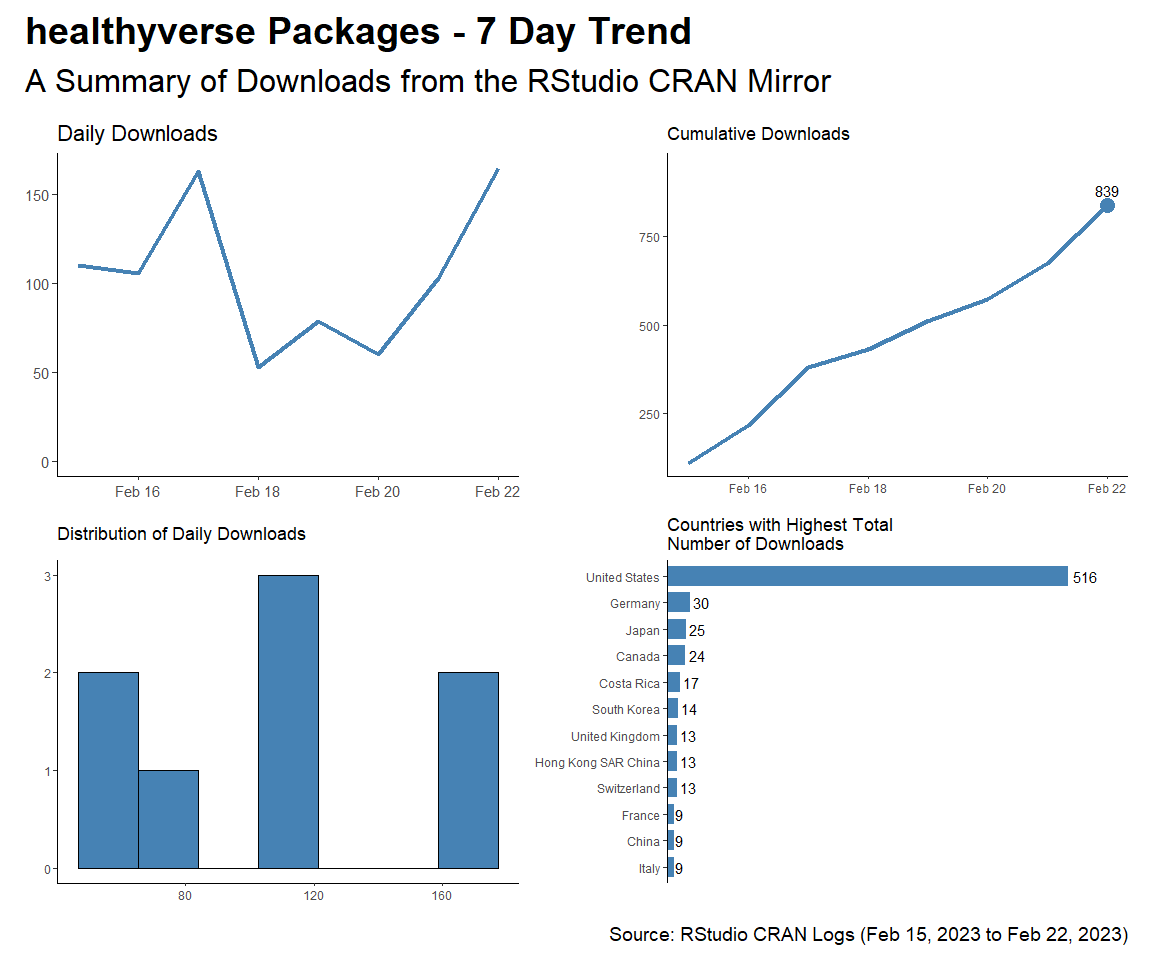 healthyverse Packages - 7 Day Trend
A Summary of Downloads from the RStudio CRAN Mirror
Daily Downloads
150
100
50
0
Feb 16 Feb 18 Feb 20 Feb 22
Cumulative Downloads
839
750
500
250
Feb 16 Feb 18 Feb 20 Feb 22
Distribution of Daily Downloads
3
2
1
0
80 120 160
Countries with Highest Total
Number of Downloads
United States 516
Germany 30
Japan 25
Canada 24
Costa Rica 17
South Korea 14
United Kingdom 13
Hong Kong SAR China 13
Switzerland 13
France 9
China 9
Italy 9
Source: RStudio CRAN Logs (Feb 15, 2023 to Feb 22, 2023)